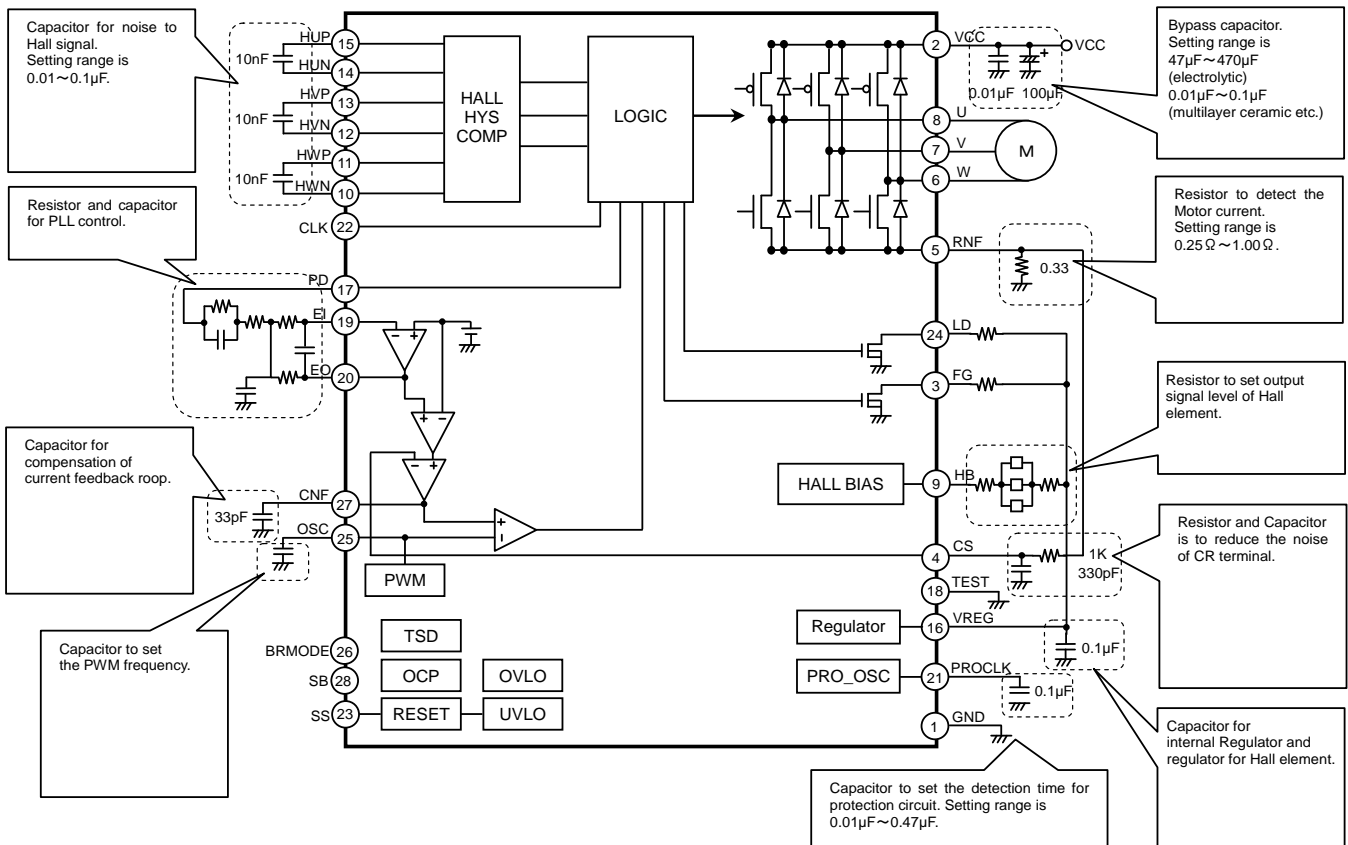 Capacitor for noise to
Hall signal.
Setting range is
0.01～0.1µF.
Resistor and capacitor
for PLL control.
Capacitor for
compensation of
current feedback roop.
Capacitor to set
the PWM frequency.
10nF
10nF
10nF
33pF
HUP
15
HUN
14
HVP
13
HVN
12
HWP
11
HWN
10
CLK
22
PD
17
EI
19
EO
20
CNF
27
OSC
25
BRMODE
26
SB
28
SS
23
HALL
HYS
COMP
LOGIC
PWM
TSD
OCP
OVLO
RESET
UVLO
HALL BIAS
Regulator
PRO_OSC
2
VCC
VCC
0.01µF
100µF
+
8
U
7
V
6
W
M
5
RNF
0.33
24
LD
3
FG
9
HB
4
CS
1K
330pF
18
TEST
16
VREG
0.1µF
21
PROCLK
0.1µF
1
GND
Bypass capacitor.
Setting range is
47µF～470µF
(electrolytic)
0.01µF～0.1µF
(multilayer ceramic etc.)
Resistor to detect the
Motor current.
Setting range is
0.25Ω～1.00Ω.
Resistor to set output
signal level of Hall
element.
Resistor and Capacitor
is to reduce the noise
of CR terminal.
Capacitor for
internal Regulator and
regulator for Hall element.
Capacitor to set the detection time for
protection circuit. Setting range is
0.01µF～0.47µF.
− +
+ −
− +
+
−